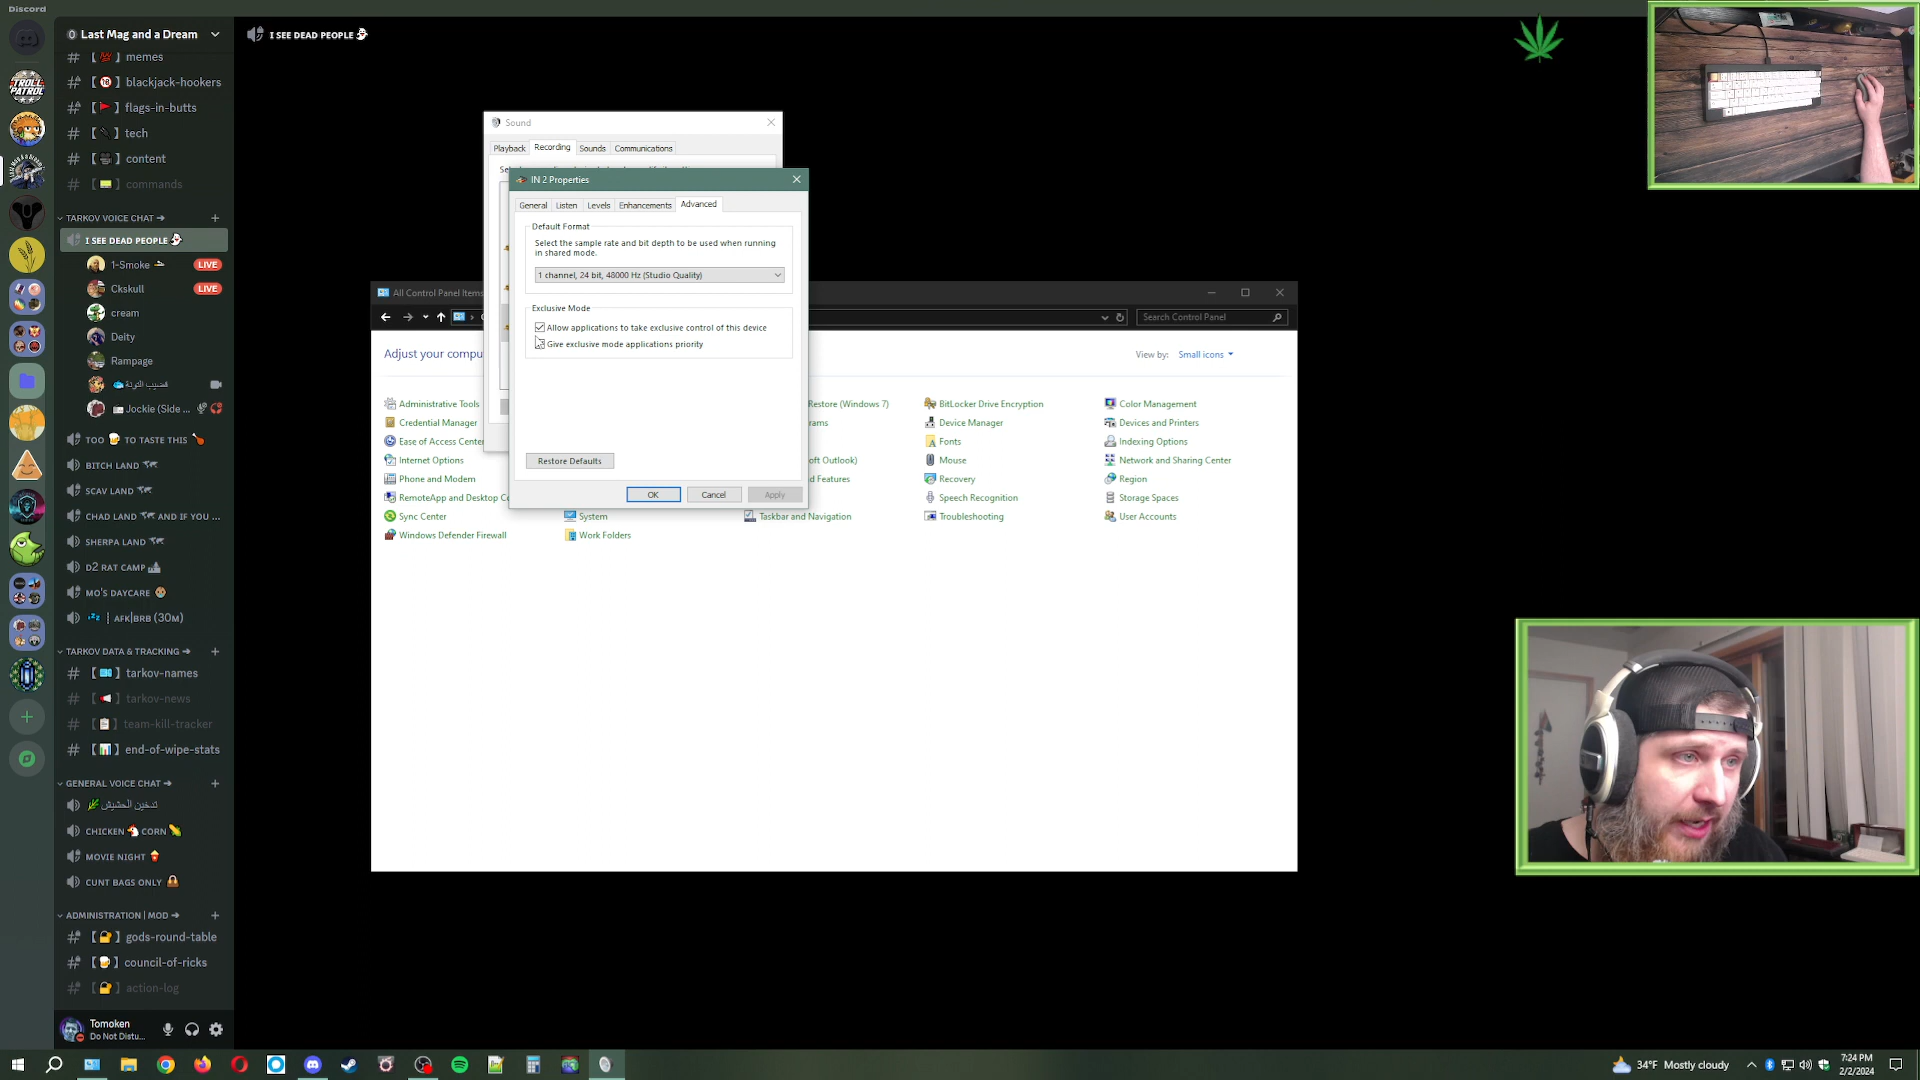 Discord
Last Mag and a Dream
I SEE DEAD PEOPLE
# 【💯】memes
# 【🔞】blackjack-hookers
# 【🚩】flags-in-butts
# 【】tech
# 【】content
# 【】commands
TARKOV VOICE CHAT ➔ +
I SEE DEAD PEOPLE
1-Smoke LIVE
Ckskull LIVE
cream
Deity
Rampage
Jockie (Side ...
TOO 🍺 TO TASTE THIS 🍗
BITCH LAND
SCAV LAND
CHAD LAND AND IF YOU ...
SHERPA LAND
D2 RAT CAMP
MO'S DAYCARE
AFK|BRB (30M)
TARKOV DATA & TRACKING ➔ +
# 【】tarkov-names
# 【】tarkov-news
# 【📋】team-kill-tracker
# 【📊】end-of-wipe-stats
GENERAL VOICE CHAT ➔ +
تدخين الحشيش
CHICKEN 🐔 CORN 🌽
MOVIE NIGHT 🍿
CUNT BAGS ONLY
ADMINISTRATION | MOD ➔ +
# 【🔐】gods-round-table
# 【🍺】council-of-ricks
# 【🔐】action-log
Tomoken
Do Not Distu...
Sound
Playback Recording Sounds Communications
IN 2 Properties
General Listen Levels Enhancements Advanced
Default Format
Select the sample rate and bit depth to be used when running
in shared mode.
1 channel, 24 bit, 48000 Hz (Studio Quality)
Exclusive Mode
Allow applications to take exclusive control of this device
Give exclusive mode applications priority
Restore Defaults
OK Cancel Apply
All Control Panel Items
Search Control Panel
Adjust your compu
View by: Small icons
Administrative Tools
Credential Manager
Ease of Access Center
Internet Options
Phone and Modem
RemoteApp and Desktop C
Sync Center
Windows Defender Firewall
System
Work Folders
Restore (Windows 7)
rams
oft Outlook)
d Features
Taskbar and Navigation
BitLocker Drive Encryption
Device Manager
Fonts
Mouse
Recovery
Speech Recognition
Troubleshooting
Color Management
Devices and Printers
Indexing Options
Network and Sharing Center
Region
Storage Spaces
User Accounts
34°F Mostly cloudy
7:24 PM
2/2/2024